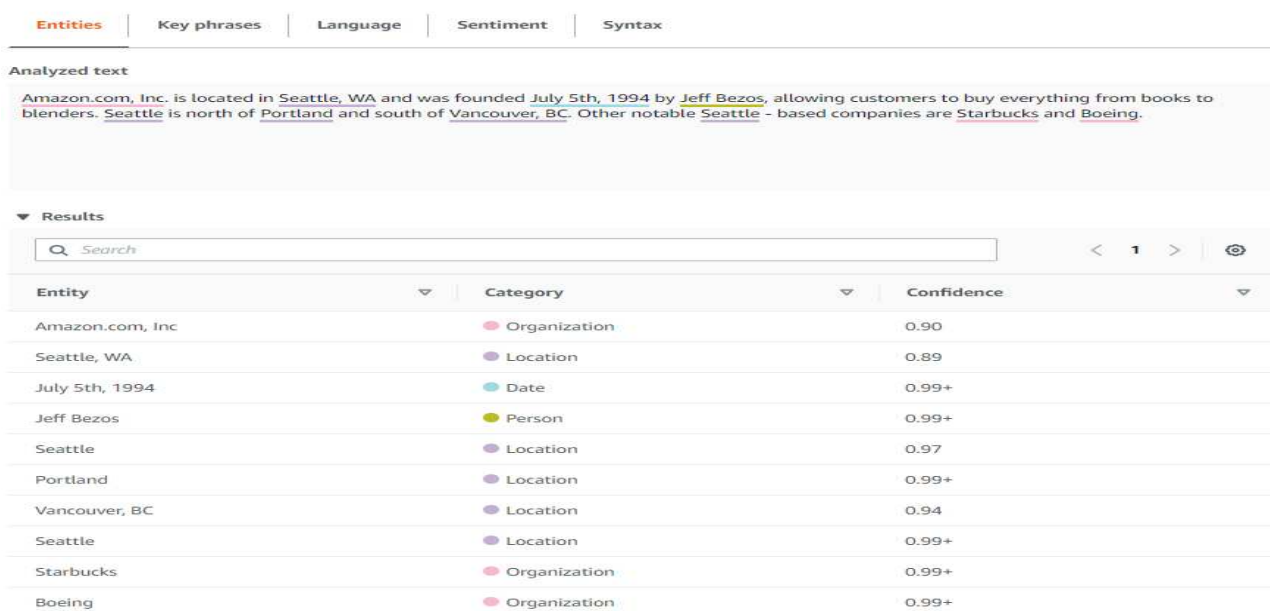 Entities Key phrases Language Sentiment Syntax
Analyzed text
Amazon.com, Inc. is located in Seattle, WA and was founded July 5th, 1994 by Jeff Bezos, allowing customers to buy everything from books to
blenders. Seattle is north of Portland and south of Vancouver, BC. Other notable Seattle - based companies are Starbucks and Boeing.
Results
Search < 1 >
Entity Category Confidence
Amazon.com, Inc Organization 0.90
Seattle, WA Location 0.89
July 5th, 1994 Date 0.99+
Jeff Bezos Person 0.99+
Seattle Location 0.97
Portland Location 0.99+
Vancouver, BC Location 0.94
Seattle Location 0.99+
Starbucks Organization 0.99+
Boeing Organization 0.99+